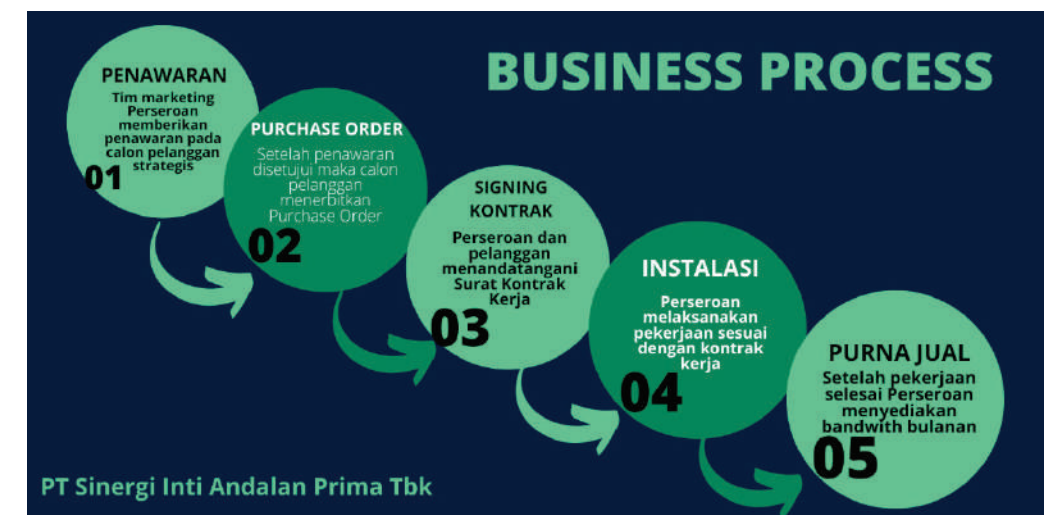 BUSINESS PROCESS
PENAWARAN
Tim marketing
Perseroan
memberikan
penawaran pada
calon pelanggan
strategis
01
PURCHASE ORDER
Setelah penawaran
disetujui maka calon
pelanggan
menerbitkan
Purchase Order
02
SIGNING
KONTRAK
Perseroan dan
pelanggan
menandatangani
Surat Kontrak
Kerja
03
INSTALASI
Perseroan
melaksanakan
pekerjaan sesuai
dengan kontrak
kerja
04
PURNA JUAL
Setelah pekerjaan
selesai Perseroan
menyediakan
bandwith bulanan
05
PT Sinergi Inti Andalan Prima Tbk